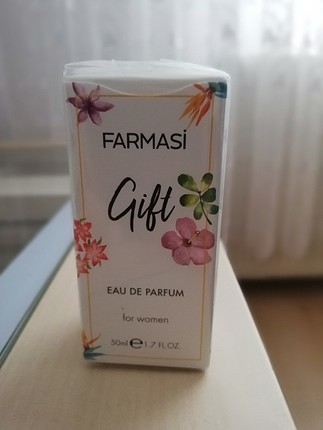 FARMASİ
Gift
EAU DE PARFUM
for women
50ml e 1.7 FL.OZ.